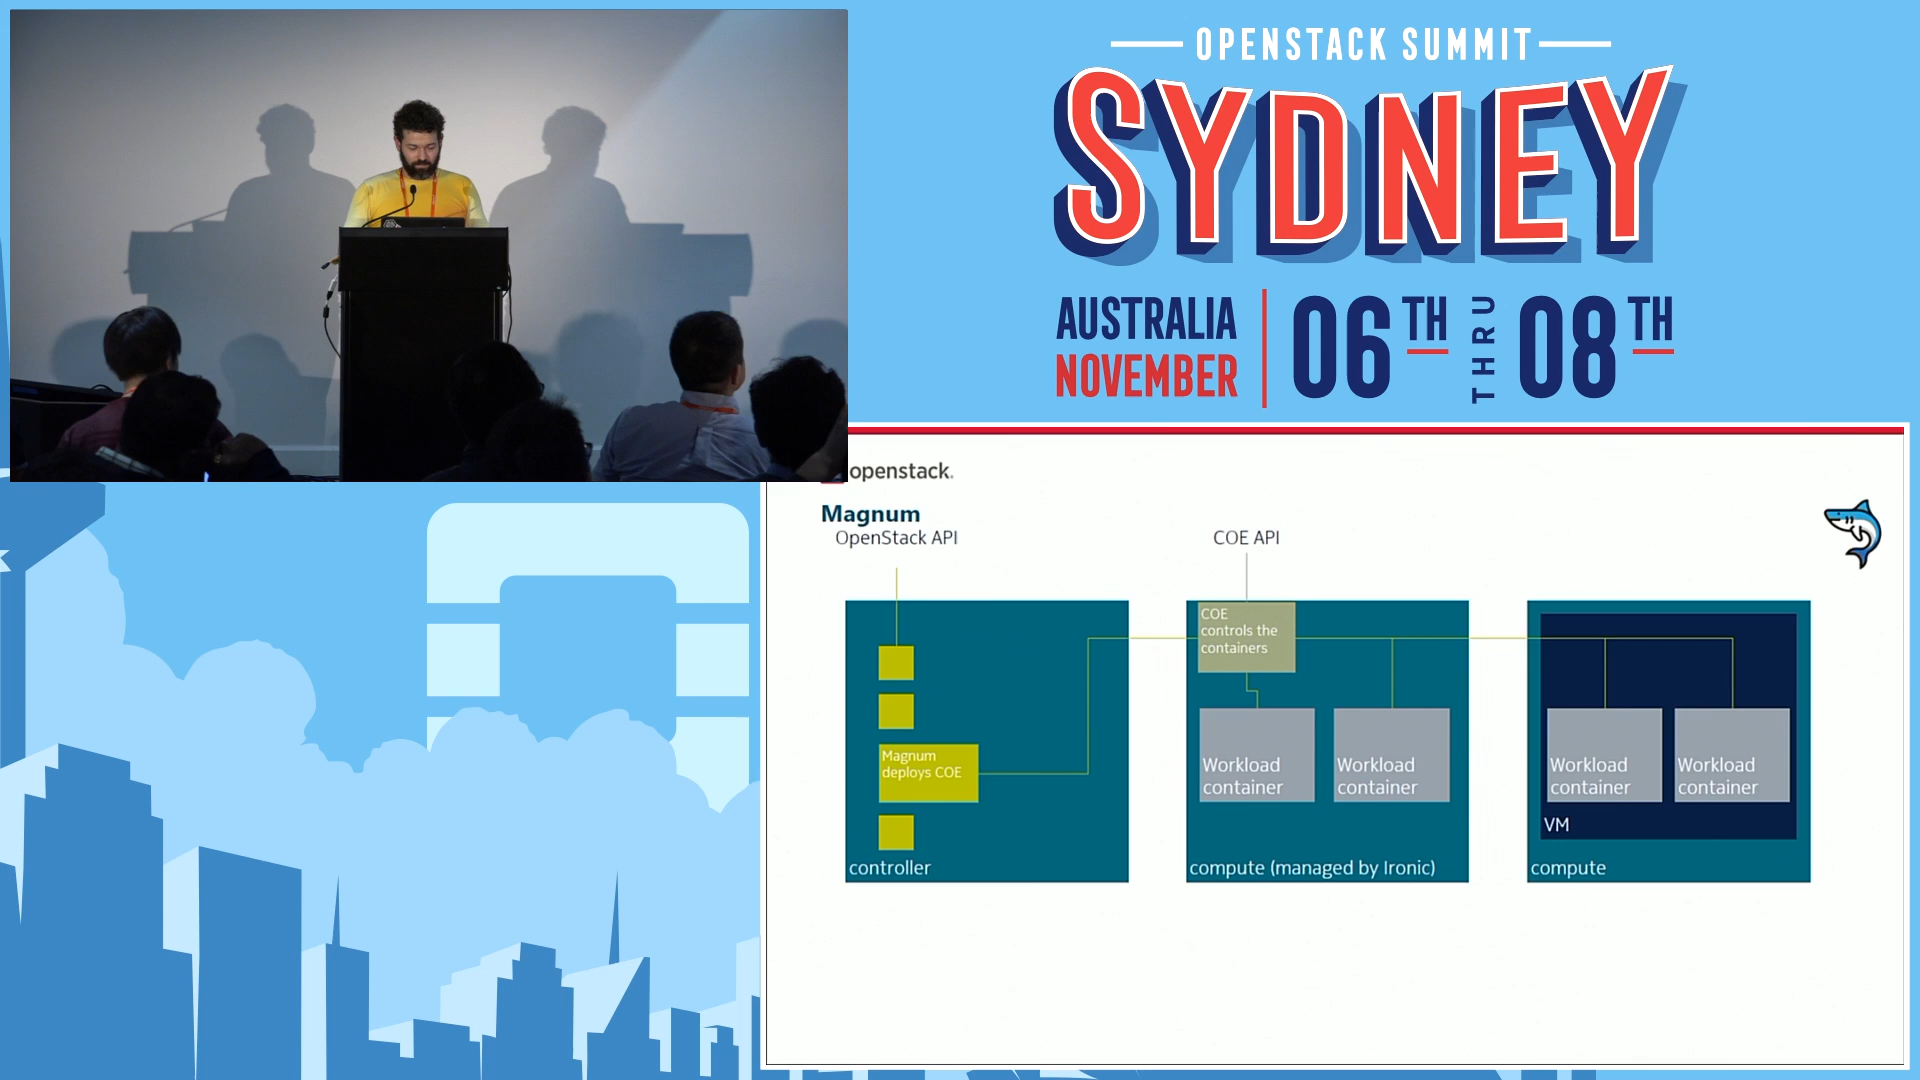 OPENSTACK SUMMIT
SYDNEY
AUSTRALIA
NOVEMBER
06TH THRU 08TH
openstack.
Magnum
OpenStack API
COE API
COE
controls the
containers
Magnum
deploys COE
Workload
container
Workload
container
Workload
container
Workload
container
VM
controller
compute (managed by Ironic)
compute